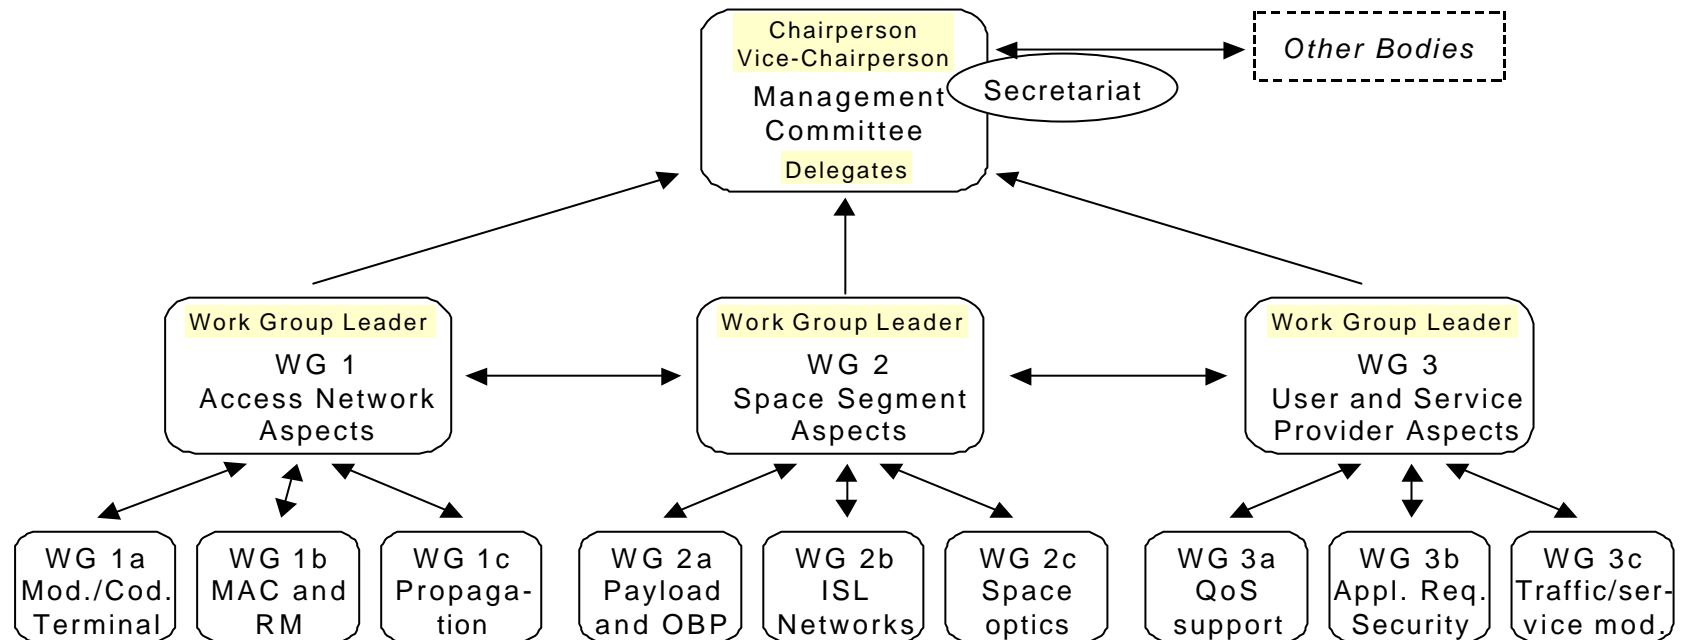 Chairperson
Vice-Chairperson
Management
Committee
Delegates
Secretariat
Other Bodies
Work Group Leader
WG 1
Access Network
Aspects
Work Group Leader
WG 2
Space Segment
Aspects
Work Group Leader
WG 3
User and Service
Provider Aspects
WG 1a
Mod./Cod.
Terminal
WG 1b
MAC and
RM
WG 1c
Propaga-
tion
WG 2a
Payload
and OBP
WG 2b
ISL
Networks
WG 2c
Space
optics
WG 3a
QoS
support
WG 3b
Appl. Req.
Security
WG 3c
Traffic/ser-
vice mod.